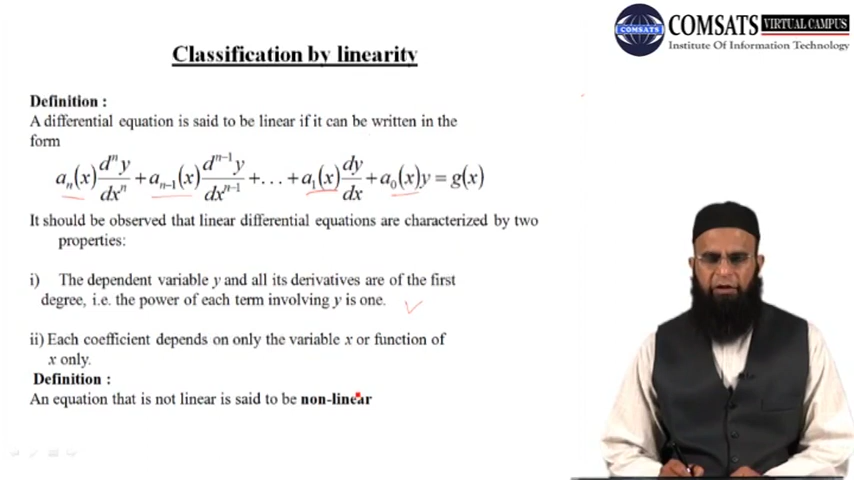 COMSATS VIRTUAL CAMPUS
COMSATS
Institute Of Information Technology
Classification by linearity
Definition :
A differential equation is said to be linear if it can be written in the
form
aₙ(x) dⁿy/dxⁿ + aₙ₋₁(x) dⁿ⁻¹y/dxⁿ⁻¹ + . . . + a₁(x) dy/dx + a₀(x)y = g(x)
It should be observed that linear differential equations are characterized by two
properties:
i) The dependent variable y and all its derivatives are of the first
degree, i.e. the power of each term involving y is one.
ii) Each coefficient depends on only the variable x or function of
x only.
Definition :
An equation that is not linear is said to be non-linear